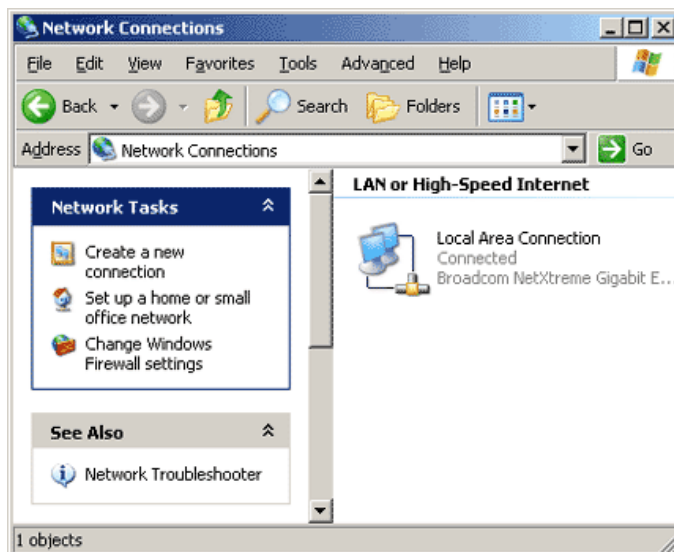 Network Connections
File Edit View Favorites Tools Advanced Help
Back Search Folders
Address Network Connections Go
Network Tasks
Create a new
connection
Set up a home or small
office network
Change Windows
Firewall settings
See Also
Network Troubleshooter
LAN or High-Speed Internet
Local Area Connection
Connected
Broadcom NetXtreme Gigabit E...
1 objects